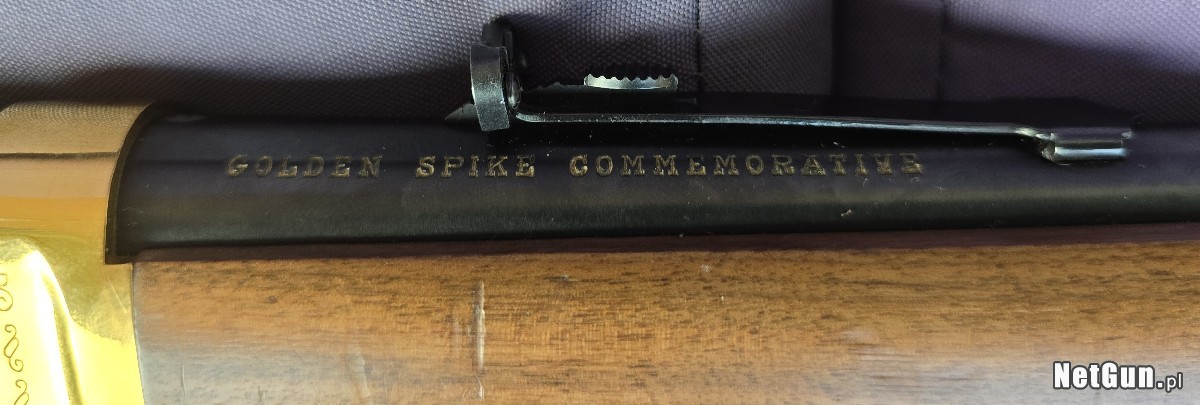 GOLDEN SPIKE COMMEMORATIVE
NetGun.pl